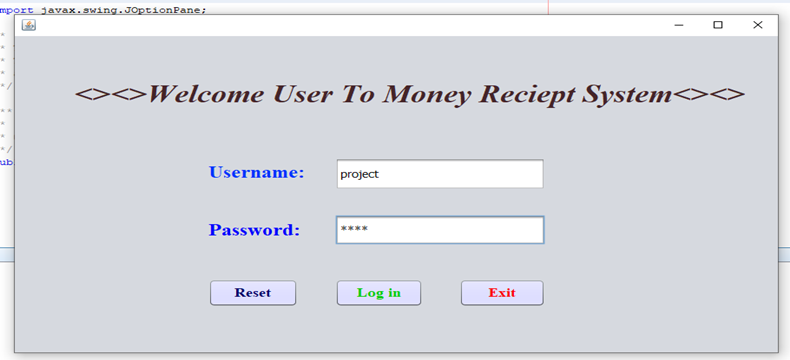 mport javax.swing.JOptionPane;
*
*
*
*
*/
**
*
*
*/
ub
<><>Welcome User To Money Reciept System<><>
Username: project
Password: ****
Reset Log in Exit